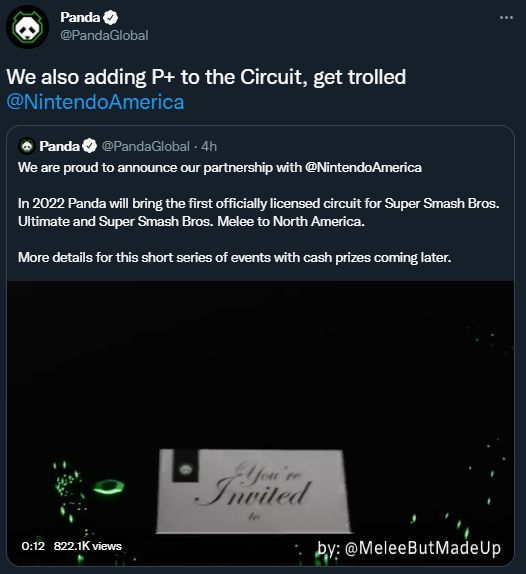 Panda
@PandaGlobal
We also adding P+ to the Circuit, get trolled
@NintendoAmerica
Panda @PandaGlobal · 4h
We are proud to announce our partnership with @NintendoAmerica
In 2022 Panda will bring the first officially licensed circuit for Super Smash Bros.
Ultimate and Super Smash Bros. Melee to North America.
More details for this short series of events with cash prizes coming later.
You're
Invited
to
0:12 822.1K views
by: @MeleeButMadeUp